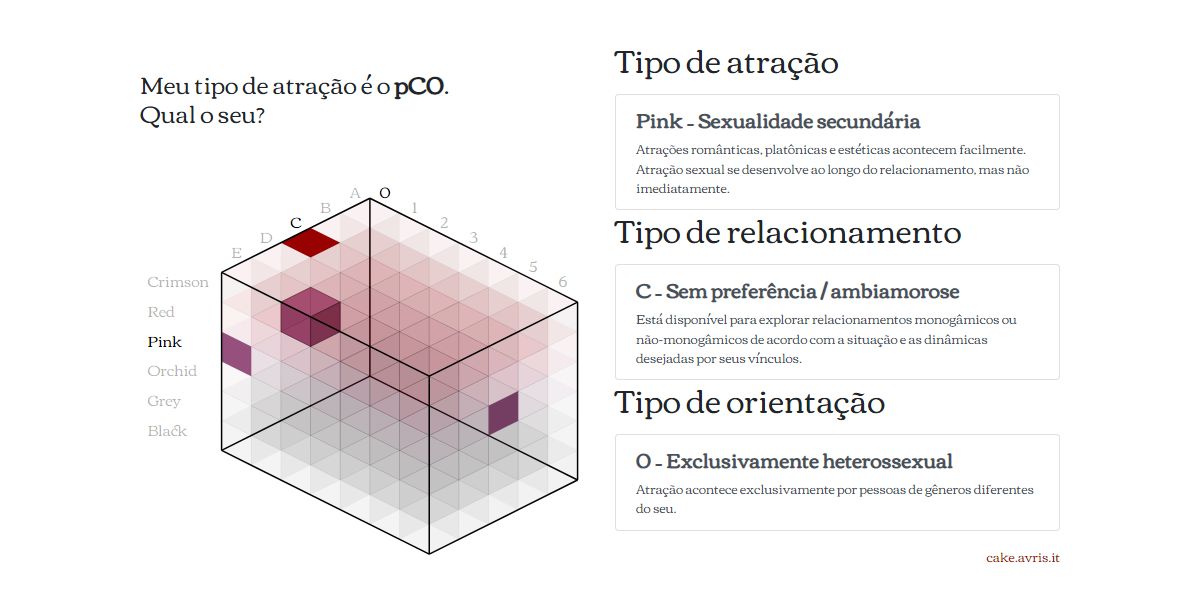 Meu tipo de atração é o pCO.
Qual o seu?
A
B
C
D
E
O
1
2
3
4
5
6
Crimson
Red
Pink
Orchid
Grey
Black
Tipo de atração
Pink - Sexualidade secundária
Atrações românticas, platônicas e estéticas acontecem facilmente.
Atração sexual se desenvolve ao longo do relacionamento, mas não
imediatamente.
Tipo de relacionamento
C - Sem preferência / ambiamorose
Está disponível para explorar relacionamentos monogâmicos ou
não-monogâmicos de acordo com a situação e as dinâmicas
desejadas por seus vínculos.
Tipo de orientação
O - Exclusivamente heterossexual
Atração acontece exclusivamente por pessoas de gêneros diferentes
do seu.
cake.avris.it